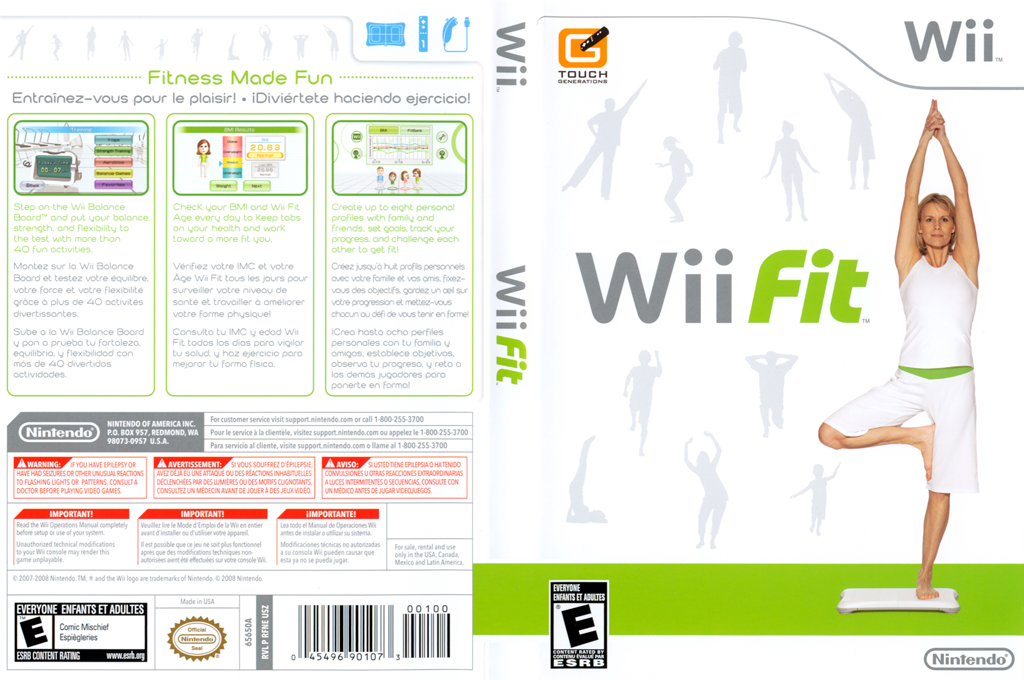 Fitness Made Fun
Entraînez-vous pour le plaisir! • ¡Diviértete haciendo ejercicio!
Training
Yoga
Strength Training
Aerobics
Balance Games
Favorites
BMI Results
BMI
20.63
Normal
Weight
Next
Step on the Wii Balance
Board™ and put your balance,
strength, and flexibility to
the test with more than
40 fun activities.
Montez sur la Wii Balance
Board et testez votre équilibre,
votre force et votre flexibilité
grâce à plus de 40 activités
divertissantes.
Sube a la Wii Balance Board
y pon a prueba tu fortaleza,
equilibrio, y flexibilidad con
más de 40 divertidas
actividades.
Check your BMI and Wii Fit
Age every day to keep tabs
on your health and work
toward a more fit you.
Vérifiez votre IMC et votre
Âge Wii Fit tous les jours pour
surveiller votre niveau de
santé et travailler à améliorer
votre forme physique!
Consulta tu IMC y edad Wii
Fit todos los días para vigilar
tu salud, y haz ejercicio para
mejorar tu forma física.
Create up to eight personal
profiles with family and
friends, set goals, track your
progress, and challenge each
other to get fit!
Créez jusqu'à huit profils personnels
avec votre famille et vos amis, fixez-
vous des objectifs, gardez un œil sur
votre progression et mettez-vous
chacun au défi de vous tenir en forme!
¡Crea hasta ocho perfiles
personales con tu familia y
amigos, establece objetivos,
observa tu progreso, y reta a
los demás jugadores para
ponerte en forma!
Nintendo®
NINTENDO OF AMERICA INC.
P.O. BOX 957, REDMOND, WA
98073-0957 U.S.A.
For customer service visit support.nintendo.com or call 1-800-255-3700
Pour le service à la clientèle, visitez support.nintendo.com ou appelez le 1-800-255-3700
Para servicio al cliente, visite support.nintendo.com o llame al 1-800-255-3700
WARNING: IF YOU HAVE EPILEPSY OR
HAVE HAD SEIZURES OR OTHER UNUSUAL REACTIONS
TO FLASHING LIGHTS OR PATTERNS, CONSULT A
DOCTOR BEFORE PLAYING VIDEO GAMES.
AVERTISSEMENT: SI VOUS SOUFFREZ D'ÉPILEPSIE,
AVEZ DÉJÀ EU UNE ATTAQUE OU DES RÉACTIONS INHABITUELLES
DÉCLENCHÉES PAR DES LUMIÈRES OU DES MOTIFS CLIGNOTANTS,
CONSULTEZ UN MÉDECIN AVANT DE JOUER À DES JEUX VIDÉO.
AVISO: SI USTED TIENE EPILEPSIA O HA TENIDO
CONVULSIONES U OTRAS REACCIONES EXTRAORDINARIAS
A LUCES INTERMITENTES O SECUENCIAS, CONSULTE CON
UN MÉDICO ANTES DE JUGAR VIDEOJUEGOS.
IMPORTANT!
Read the Wii Operations Manual completely
before setup or use of your system.
Unauthorized technical modifications
to your Wii console may render this
game unplayable.
IMPORTANT!
Veuillez lire le Mode d'Emploi de la Wii en entier
avant d'installer ou d'utiliser votre appareil.
Il est possible que ce jeu ne soit plus fonctionnel
après que des modifications techniques non-
autorisées aient été effectuées sur votre console Wii.
¡IMPORTANTE!
Lea todo el Manual de Operaciones Wii
antes de instalar o utilizar su sistema.
Modificaciones técnicas no autorizadas
a su consola Wii pueden causar que
esta ya no se pueda jugar.
For sale, rental and use
only in the USA, Canada,
Mexico and Latin America.
© 2007-2008 Nintendo. TM, ® and the Wii logo are trademarks of Nintendo. © 2008 Nintendo.
EVERYONE ENFANTS ET ADULTES
E
Comic Mischief
Espiègleries
ESRB CONTENT RATING www.esrb.org
Made in USA
Official
Nintendo
Seal
65650A
RVL P RFNE USZ
00100
0 45496 90107 3
Wii™
Wii Fit™
TOUCH
GENERATIONS
Wii™
Wii Fit™
EVERYONE
ENFANTS ET ADULTES
E
CONTENT RATED BY
CONTENU ÉVALUÉ PAR
ESRB
Nintendo®